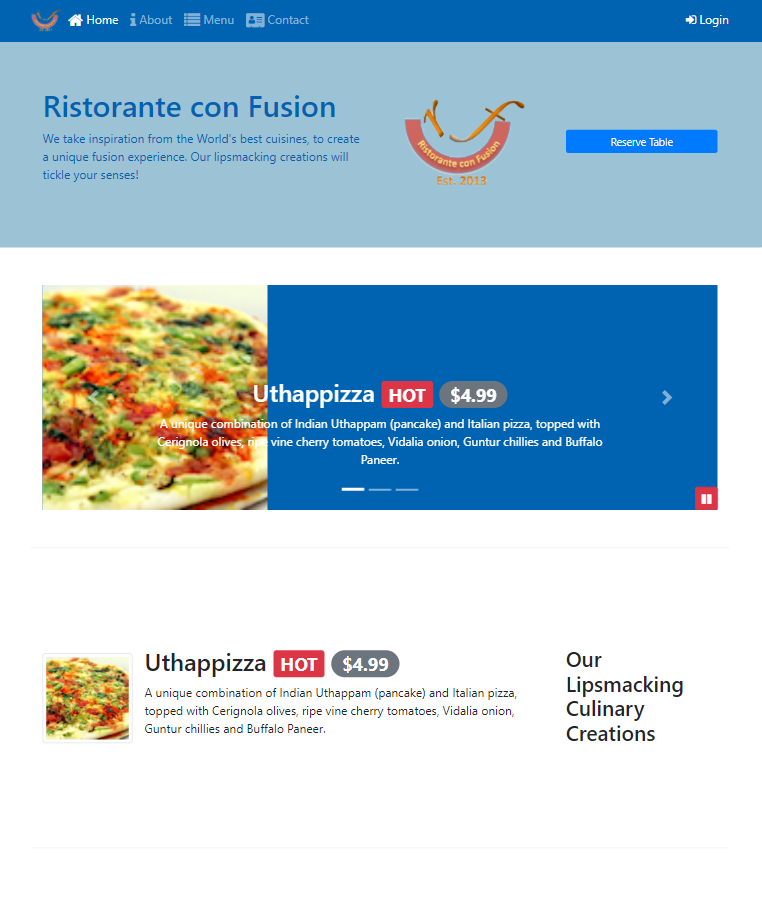 Home About Menu Contact Login
Ristorante con Fusion
We take inspiration from the World's best cuisines, to create
a unique fusion experience. Our lipsmacking creations will
tickle your senses!
Ristorante con Fusion
Est. 2013
Reserve Table
Uthappizza HOT $4.99
A unique combination of Indian Uthappam (pancake) and Italian pizza, topped with
Cerignola olives, ripe vine cherry tomatoes, Vidalia onion, Guntur chillies and Buffalo
Paneer.
Uthappizza HOT $4.99
A unique combination of Indian Uthappam (pancake) and Italian pizza,
topped with Cerignola olives, ripe vine cherry tomatoes, Vidalia onion,
Guntur chillies and Buffalo Paneer.
Our
Lipsmacking
Culinary
Creations